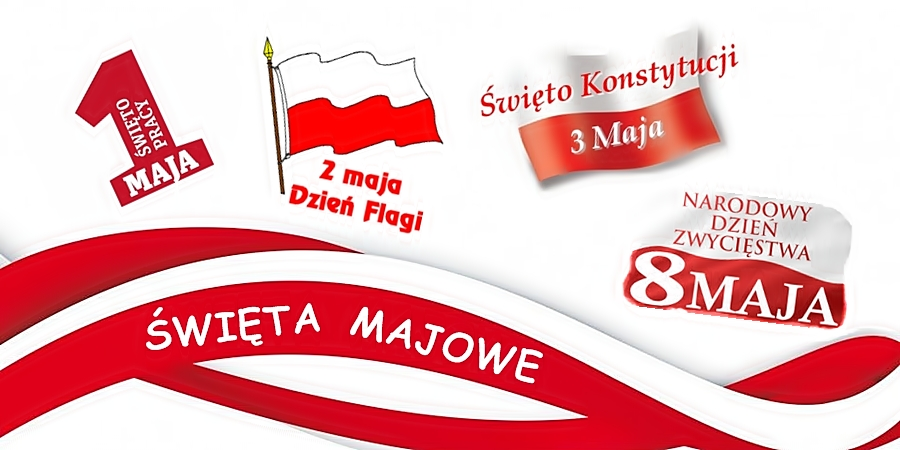 1
ŚWIĘTO
PRACY
MAJA
2 maja
Dzień Flagi
Święto Konstytucji
3 Maja
NARODOWY
DZIEŃ
ZWYCIĘSTWA
8 MAJA
ŚWIĘTA MAJOWE